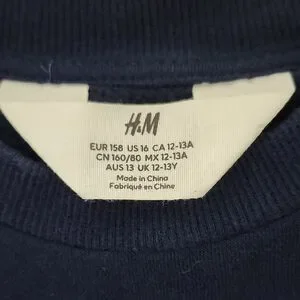 H&M
EUR 158 US 16 CA 12-13A
CN 160/80 MX 12-13A
AUS 13 UK 12-13Y
Made in China
Fabriqué en Chine